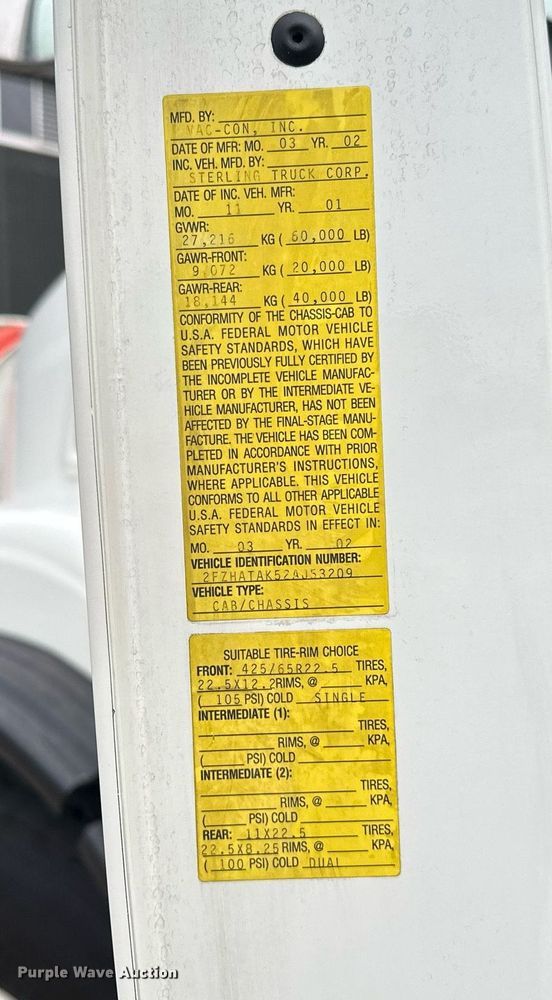 MFD. BY:
VAC-CON, INC.
DATE OF MFR: MO. 03 YR. 02
INC. VEH. MFD. BY:
STERLING TRUCK CORP.
DATE OF INC. VEH. MFR:
MO. 11 YR. 01
GVWR:
27,216 KG ( 60,000 LB)
GAWR-FRONT:
9,072 KG ( 20,000 LB)
GAWR-REAR:
18,144 KG ( 40,000 LB)
CONFORMITY OF THE CHASSIS-CAB TO
U.S.A. FEDERAL MOTOR VEHICLE
SAFETY STANDARDS, WHICH HAVE
BEEN PREVIOUSLY FULLY CERTIFIED BY
THE INCOMPLETE VEHICLE MANUFAC-
TURER OR BY THE INTERMEDIATE VE-
HICLE MANUFACTURER, HAS NOT BEEN
AFFECTED BY THE FINAL-STAGE MANU-
FACTURE. THE VEHICLE HAS BEEN COM-
PLETED IN ACCORDANCE WITH PRIOR
MANUFACTURER'S INSTRUCTIONS,
WHERE APPLICABLE. THIS VEHICLE
CONFORMS TO ALL OTHER APPLICABLE
U.S.A. FEDERAL MOTOR VEHICLE
SAFETY STANDARDS IN EFFECT IN:
MO. 03 YR. 02
VEHICLE IDENTIFICATION NUMBER:
2FZHATAK52AJ53209
VEHICLE TYPE:
CAB/CHASSIS
SUITABLE TIRE-RIM CHOICE
FRONT: 425/65R22.5 TIRES,
22.5X12.2RIMS, @ KPA,
( 105 PSI) COLD SINGLE
INTERMEDIATE (1):
TIRES,
RIMS, @ KPA,
( PSI) COLD
INTERMEDIATE (2):
TIRES,
RIMS, @ KPA,
( PSI) COLD
REAR: 11X22.5 TIRES,
22.5X8.25 RIMS, @ KPA,
( 100 PSI) COLD DUAL
Purple Wave Auction